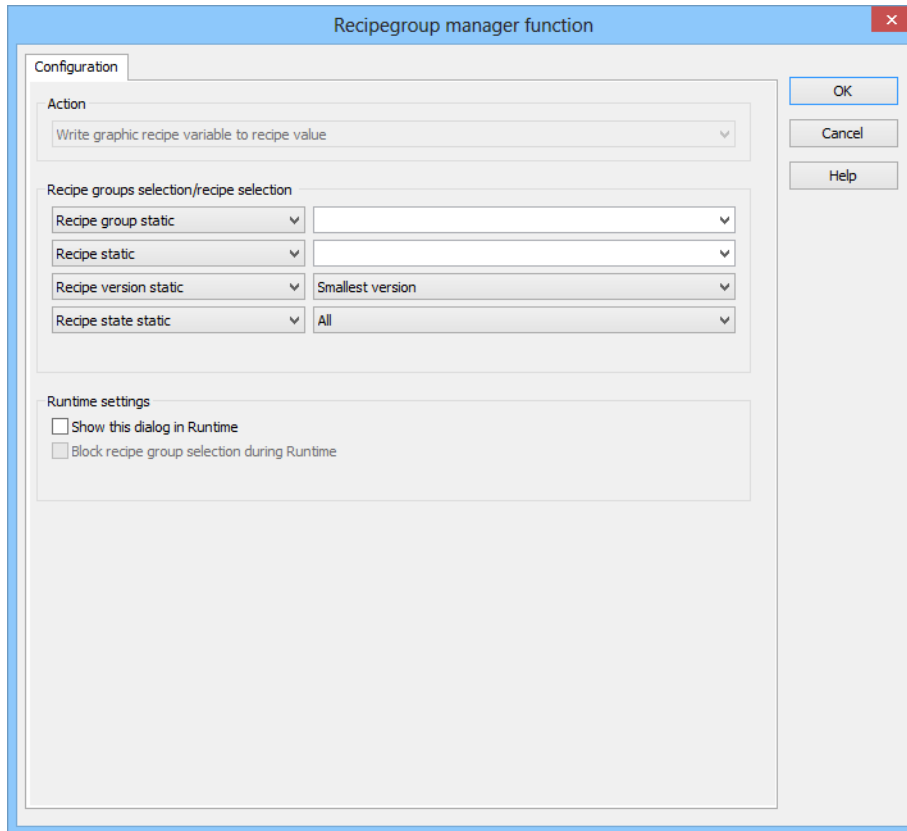 Recipegroup manager function
Configuration
Action
Write graphic recipe variable to recipe value
Recipe groups selection/recipe selection
Recipe group static
Recipe static
Recipe version static Smallest version
Recipe state static All
Runtime settings
Show this dialog in Runtime
Block recipe group selection during Runtime
OK
Cancel
Help